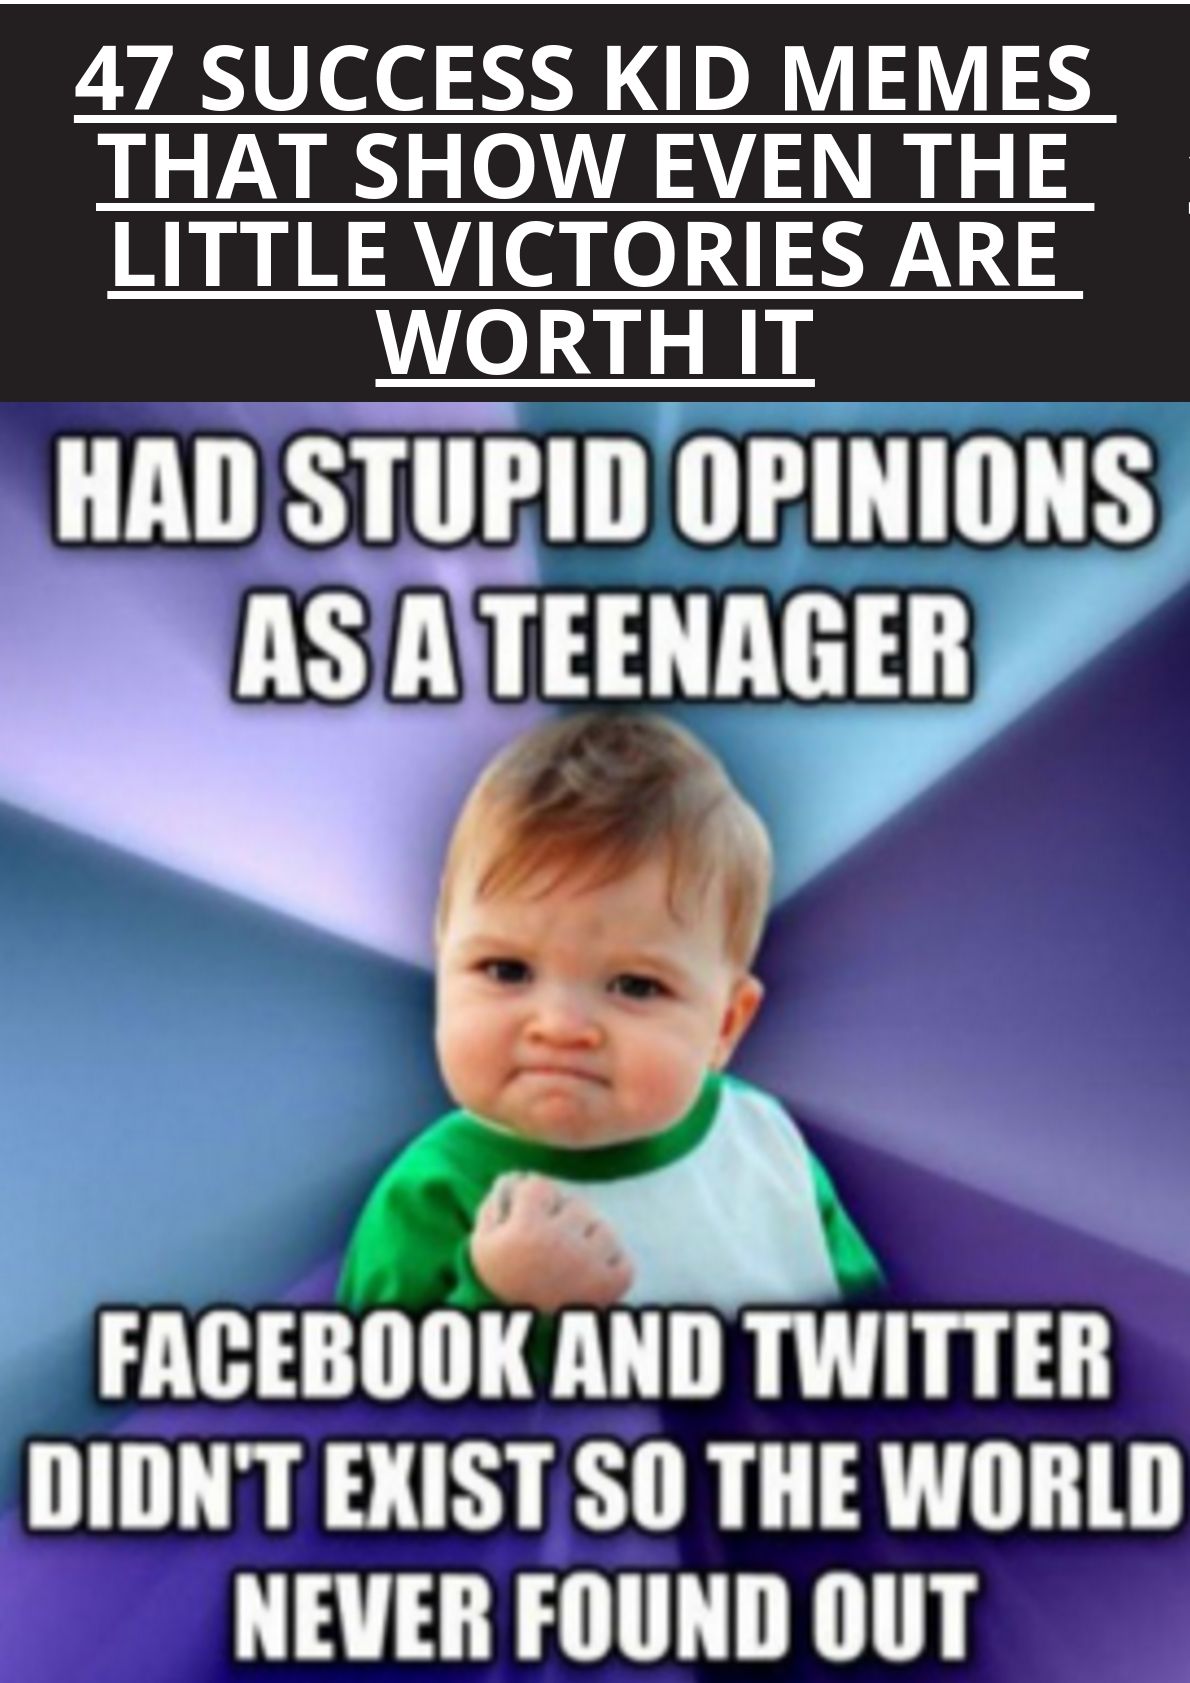 47 SUCCESS KID MEMES
THAT SHOW EVEN THE
LITTLE VICTORIES ARE
WORTH IT
HAD STUPID OPINIONS
AS A TEENAGER
FACEBOOK AND TWITTER
DIDN'T EXIST SO THE WORLD
NEVER FOUND OUT